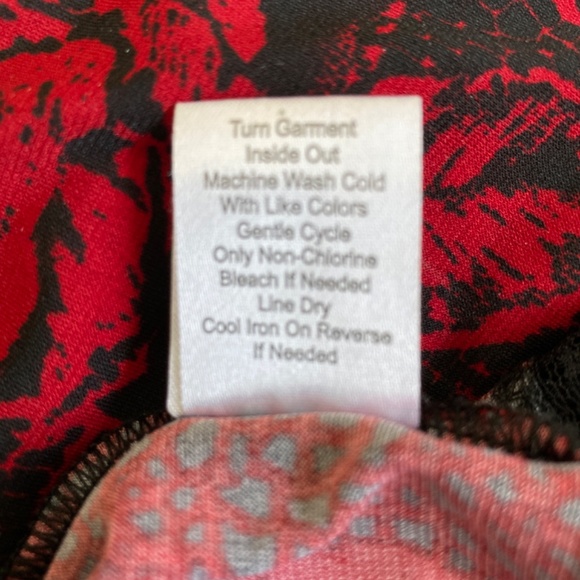 Turn Garment
Inside Out
Machine Wash Cold
With Like Colors
Gentle Cycle
Only Non-Chlorine
Bleach If Needed
Line Dry
Cool Iron On Reverse
If Needed